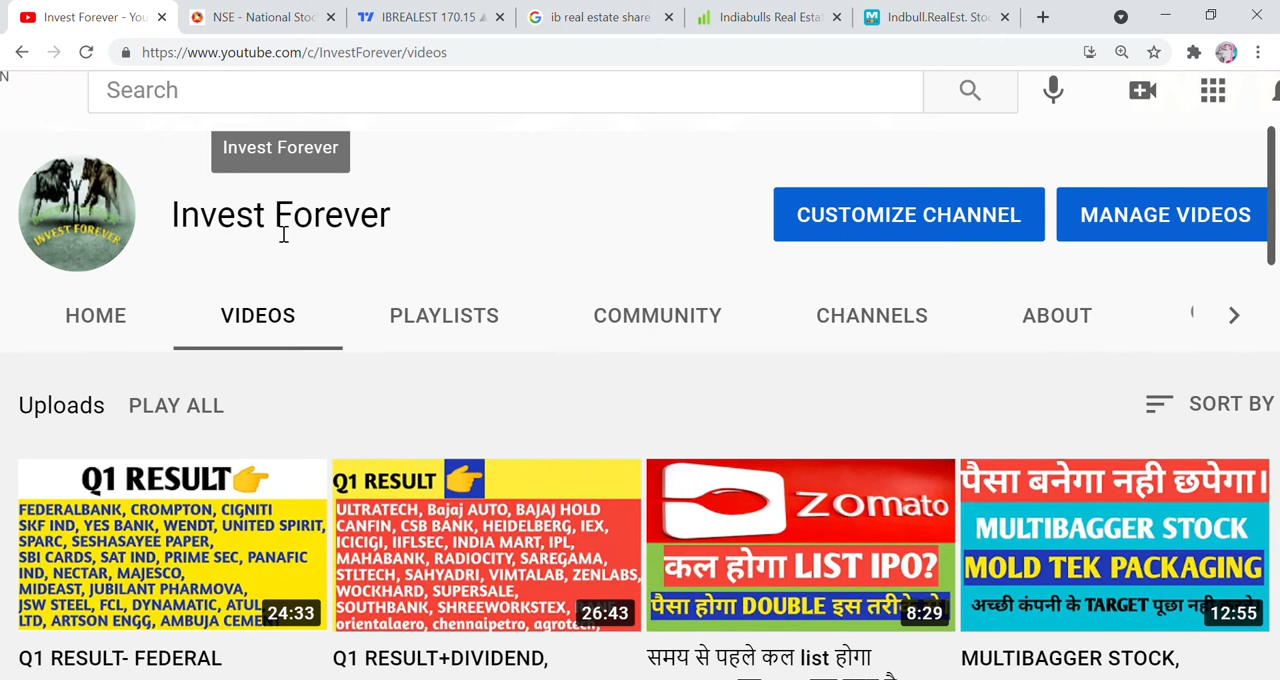 Invest Forever - You
NSE - National Stoc
IBREALEST 170.15
ib real estate share
Indiabulls Real Esta
Indbull.RealEst. Sto
https://www.youtube.com/c/InvestForever/videos
N
Search
Invest Forever
INVEST FOREVER
Invest Forever
CUSTOMIZE CHANNEL
MANAGE VIDEOS
HOME
VIDEOS
PLAYLISTS
COMMUNITY
CHANNELS
ABOUT
Uploads
PLAY ALL
SORT BY
Q1 RESULT
FEDERALBANK, CROMPTON, CIGNITI
SKF IND, YES BANK, WENDT, UNITED SPIRIT,
SPARC, SESHASAYEE PAPER,
SBI CARDS, SAT IND, PRIME SEC, PANAFIC
IND, NECTAR, MAJESCO,
MIDEAST, JUBILANT PHARMOVA,
JSW STEEL, FCL, DYNAMATIC, ATUL
LTD, ARTSON ENGG, AMBUJA CEMENT
24:33
Q1 RESULT
ULTRATECH, Bajaj AUTO, BAJAJ HOLD
CANFIN, CSB BANK, HEIDELBERG, IEX,
ICICIGI, IIFLSEC, INDIA MART, IPL,
MAHABANK, RADIOCITY, SAREGAMA,
STLTECH, SAHYADRI, VIMTALAB, ZENLABS,
WOCKHARD, SUPERSALE,
SOUTHBANK, SHREEWORKSTEX,
orientalaero, chennaipetro, agrotech,
26:43
zomato
कल होगा LIST IPO?
पैसा होगा DOUBLE इस तरीके
8:29
पैसा बनेगा नही छपेगा।
MULTIBAGGER STOCK
MOLD TEK PACKAGING
अच्छी कंपनी के TARGET पूछा
12:55
Q1 RESULT- FEDERAL
Q1 RESULT+DIVIDEND,
समय से पहले कल list होगा
MULTIBAGGER STOCK,